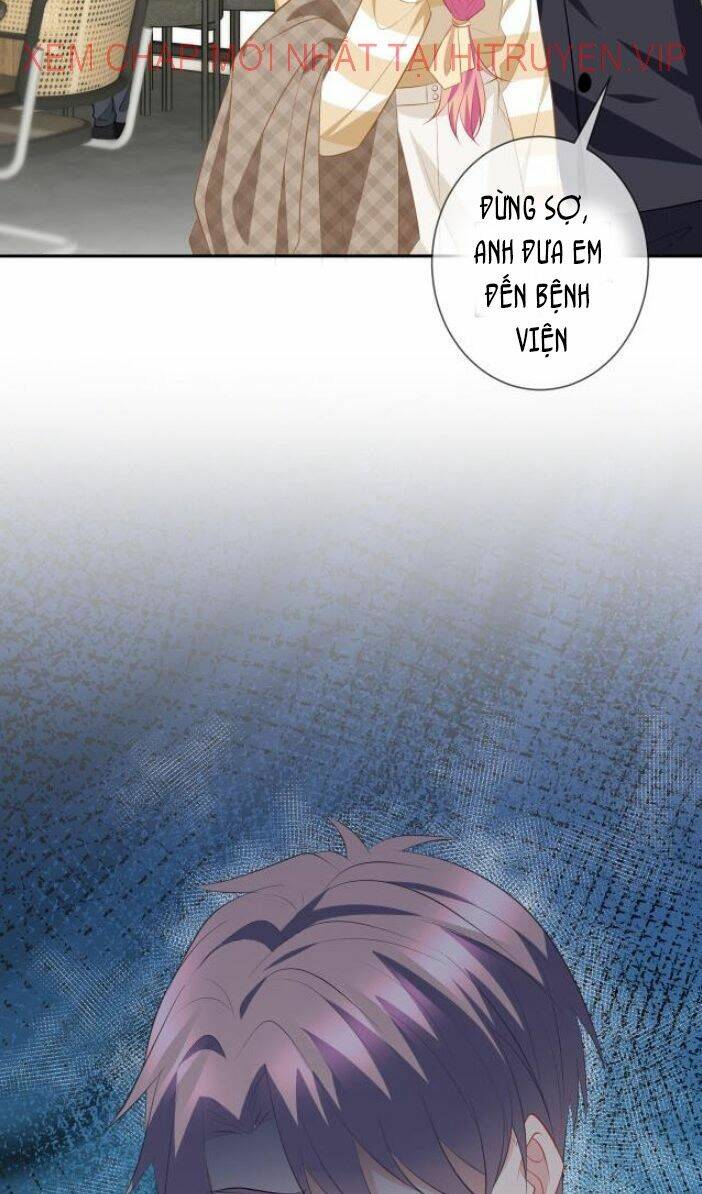 XEM CHAP MỚI NHẤT TẠI HITRUYEN.VIP
ĐỪNG SỢ,
ANH ĐƯA EM
ĐẾN BỆNH
VIỆN